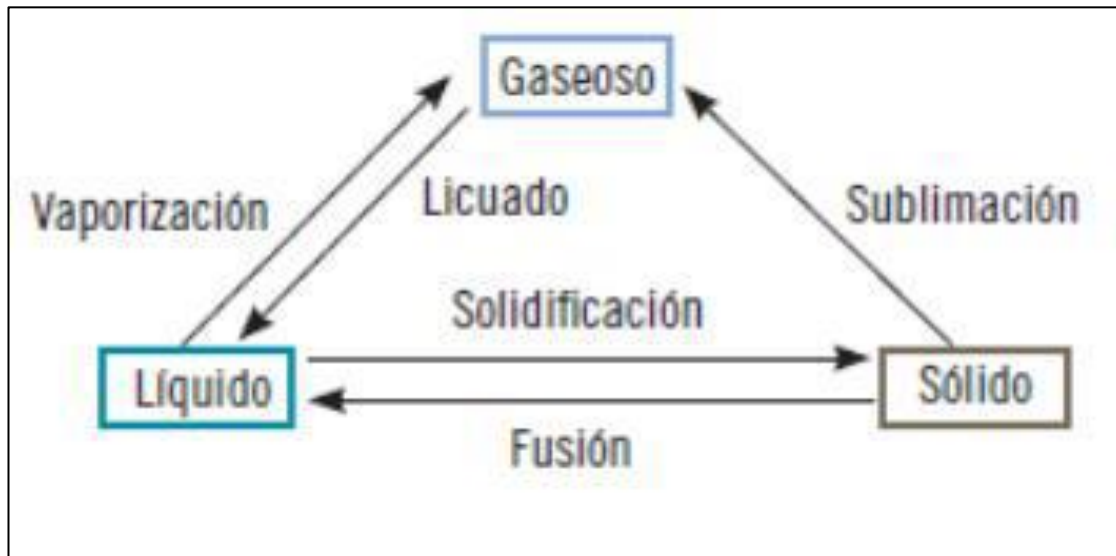 Gaseoso
Vaporización
Licuado
Sublimación
Solidificación
Líquido
Sólido
Fusión